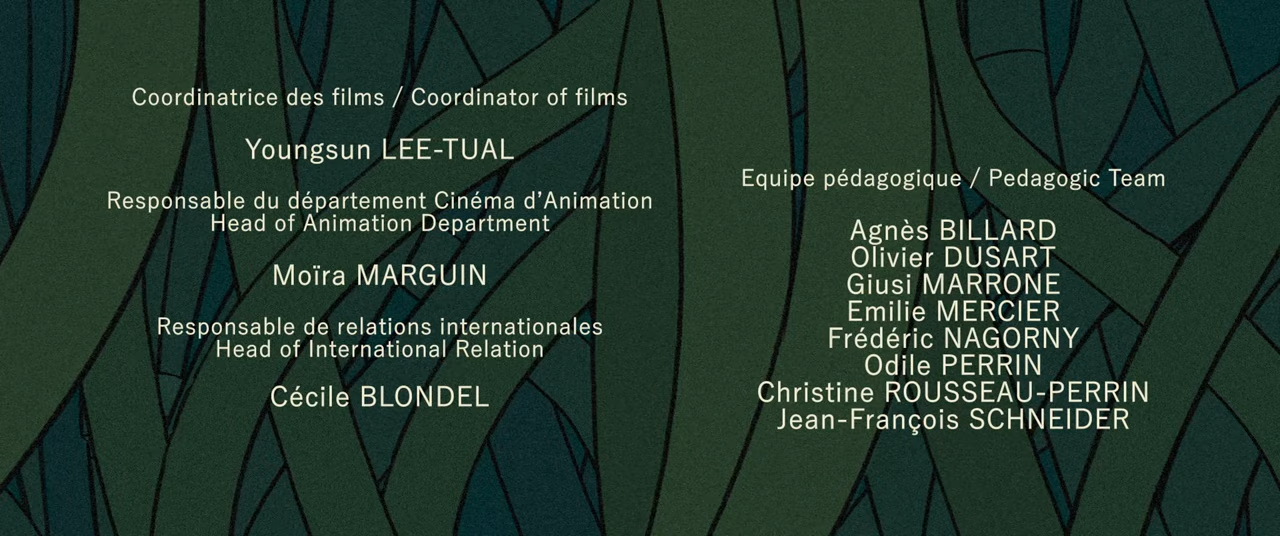 Coordinatrice des films / Coordinator of films
Youngsun LEE-TUAL
Responsable du département Cinéma d’Animation
Head of Animation Department
Moïra MARGUIN
Responsable de relations internationales
Head of International Relation
Cécile BLONDEL
Equipe pédagogique / Pedagogic Team
Agnès BILLARD
Olivier DUSART
Giusi MARRONE
Emilie MERCIER
Frédéric NAGORNY
Odile PERRIN
Christine ROUSSEAU-PERRIN
Jean-François SCHNEIDER